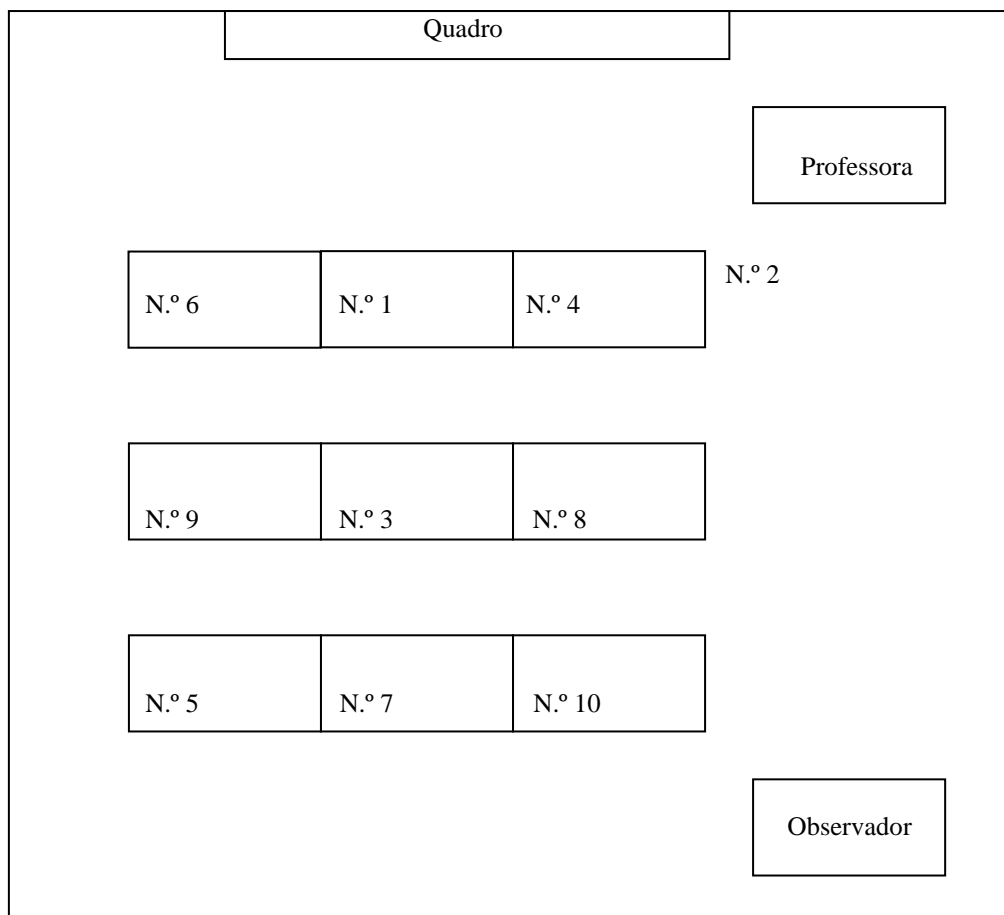 Quadro
Professora
N.º 2
N.º 6
N.º 1
N.º 4
N.º 9
N.º 3
N.º 8
N.º 5
N.º 7
N.º 10
Observador